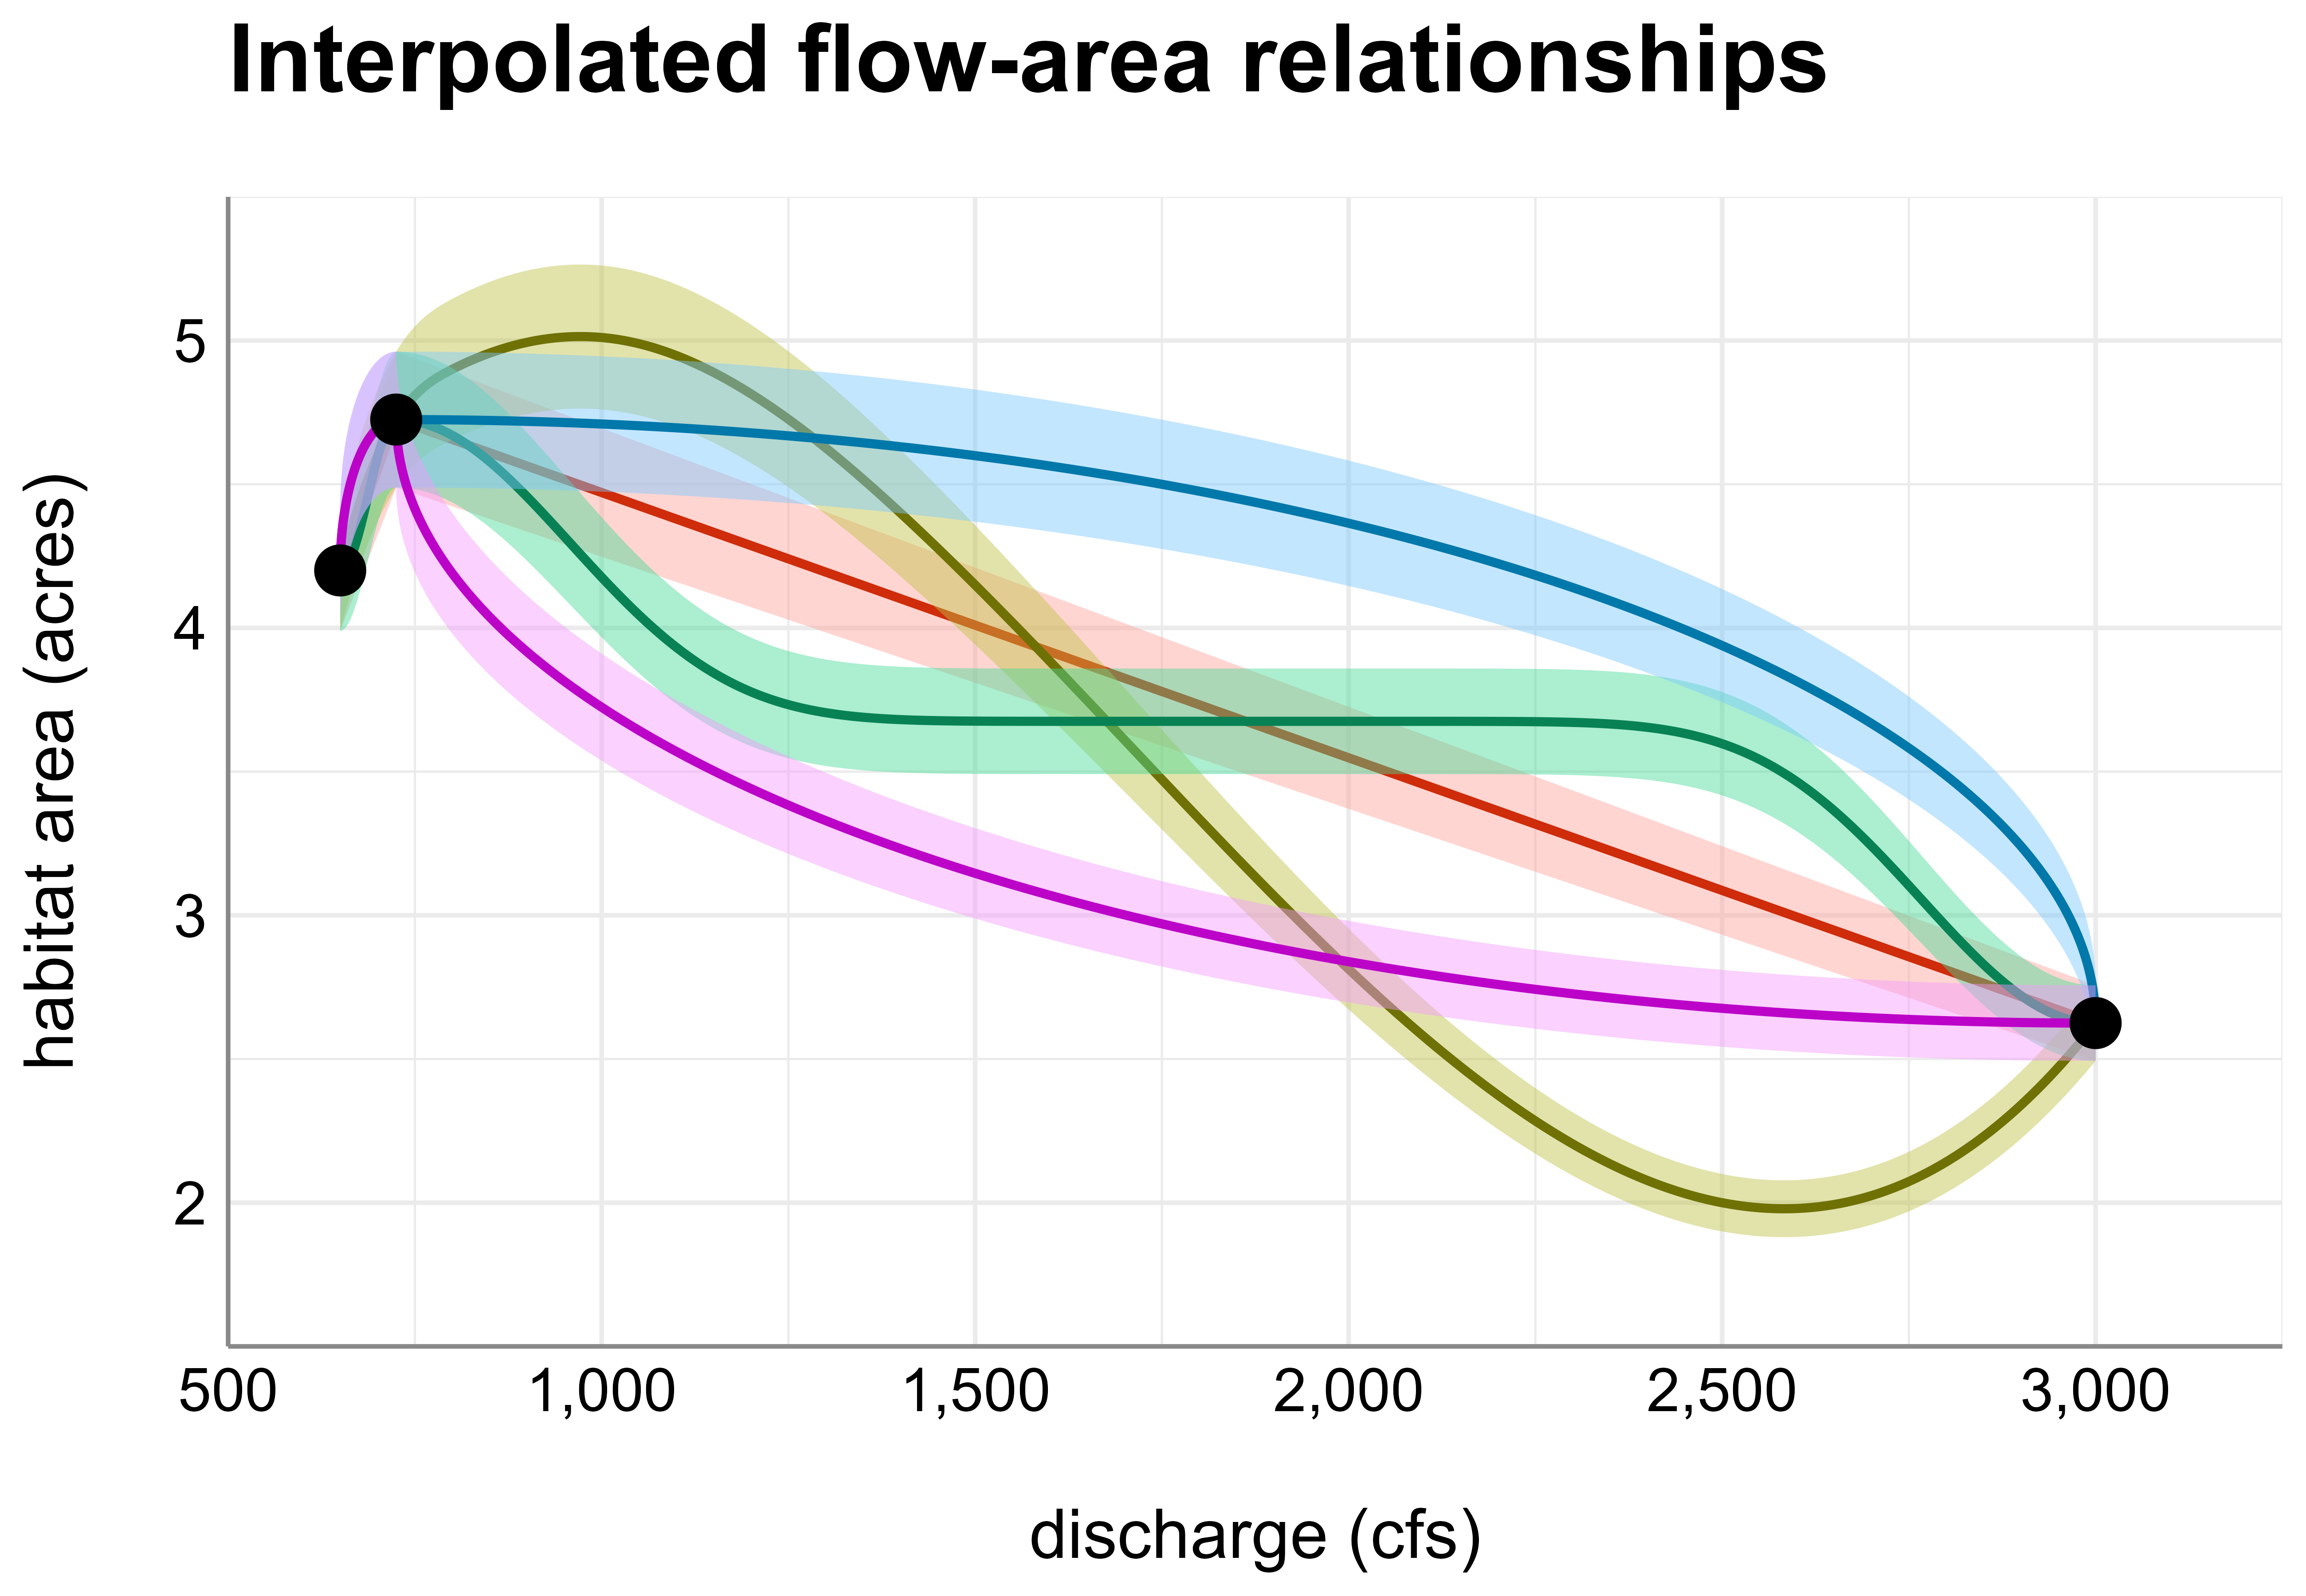 Interpolated flow-area relationships
habitat area (acres)
5
4
3
2
500 1,000 1,500 2,000 2,500 3,000
discharge (cfs)